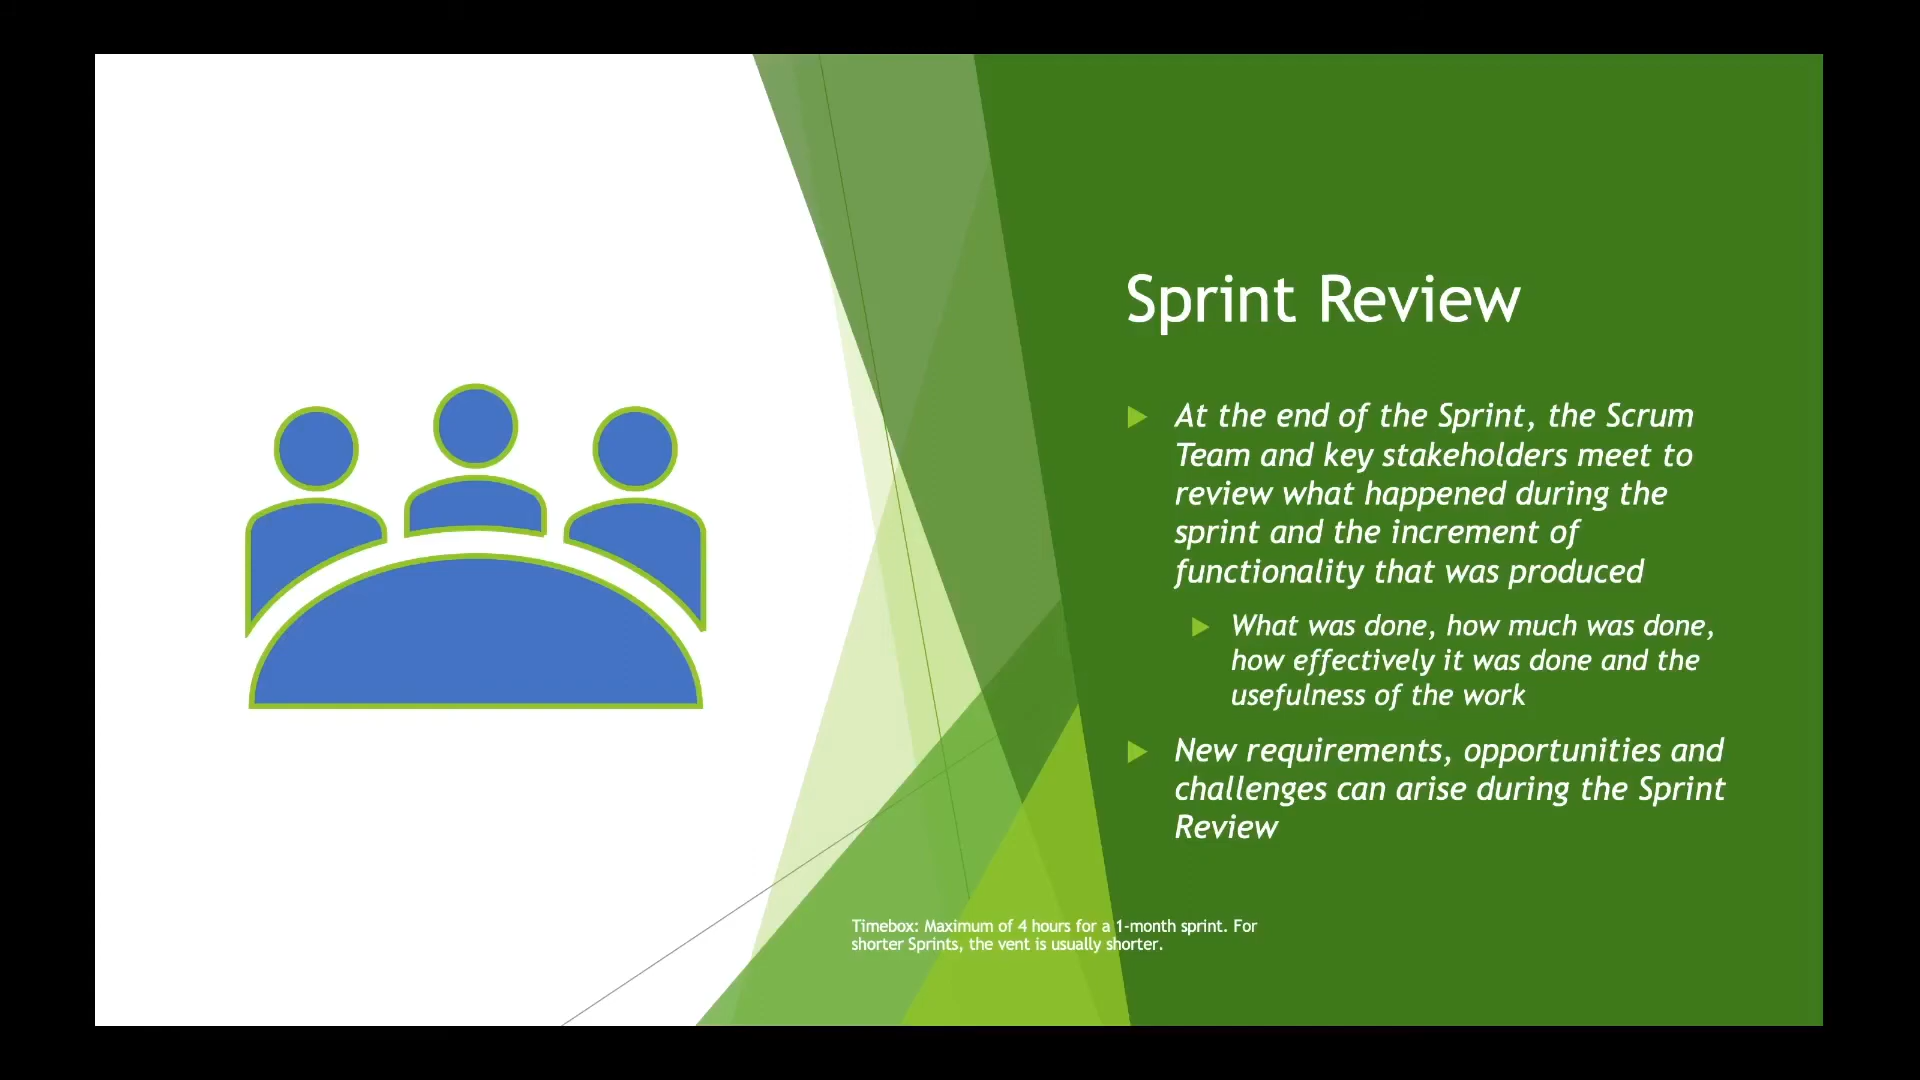 Sprint Review
At the end of the Sprint, the Scrum
Team and key stakeholders meet to
review what happened during the
sprint and the increment of
functionality that was produced
What was done, how much was done,
how effectively it was done and the
usefulness of the work
New requirements, opportunities and
challenges can arise during the Sprint
Review
Timebox: Maximum of 4 hours for a 1-month sprint. For
shorter Sprints, the vent is usually shorter.